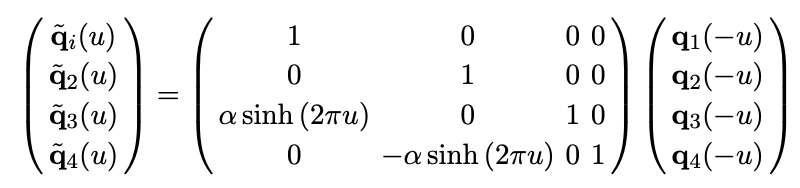 q̃ᵢ(u) 1 0 0 0 q₁(−u)
q̃₂(u) = 0 1 0 0 q₂(−u)
q̃₃(u) α sinh (2πu) 0 1 0 q₃(−u)
q̃₄(u) 0 −α sinh (2πu) 0 1 q₄(−u)